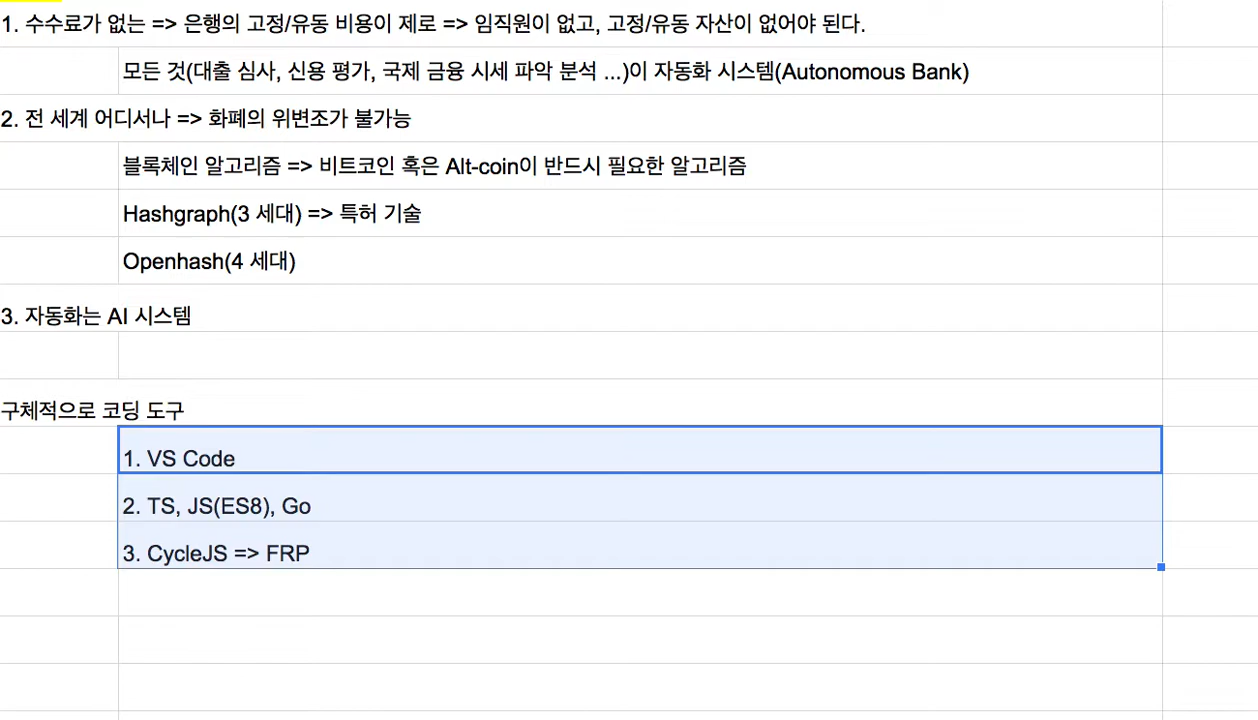 1. 수수료가 없는 => 은행의 고정/유동 비용이 제로 => 임직원이 없고, 고정/유동 자산이 없어야 된다.
모든 것(대출 심사, 신용 평가, 국제 금융 시세 파악 분석 ...)이 자동화 시스템(Autonomous Bank)
2. 전 세계 어디서나 => 화폐의 위변조가 불가능
블록체인 알고리즘 => 비트코인 혹은 Alt-coin이 반드시 필요한 알고리즘
Hashgraph(3 세대) => 특허 기술
Openhash(4 세대)
3. 자동화는 AI 시스템
구체적으로 코딩 도구
1. VS Code
2. TS, JS(ES8), Go
3. CycleJS => FRP